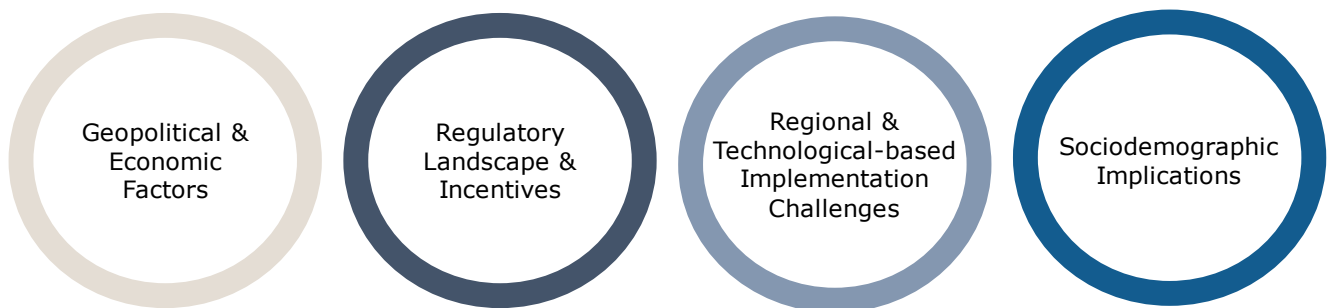 Geopolitical &
Economic
Factors
Regulatory
Landscape &
Incentives
Regional &
Technological-based
Implementation
Challenges
Sociodemographic
Implications